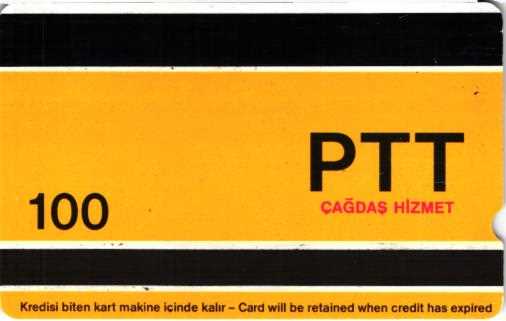 PTT
ÇAĞDAŞ HİZMET
100
Kredisi biten kart makine içinde kalır – Card will be retained when credit has expired